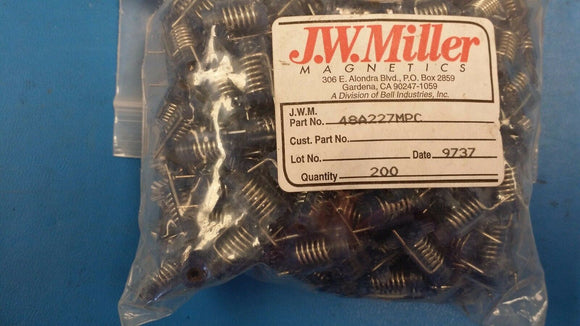 J.W.Miller
MAGNETICS
306 E. Alondra Blvd., P.O. Box 2859
Gardena, CA 90247-1059
A Division of Bell Industries, Inc.
J.W.M.
Part No. 48A227MPC
Cust. Part No.
Lot No. Date 9737
Quantity 200